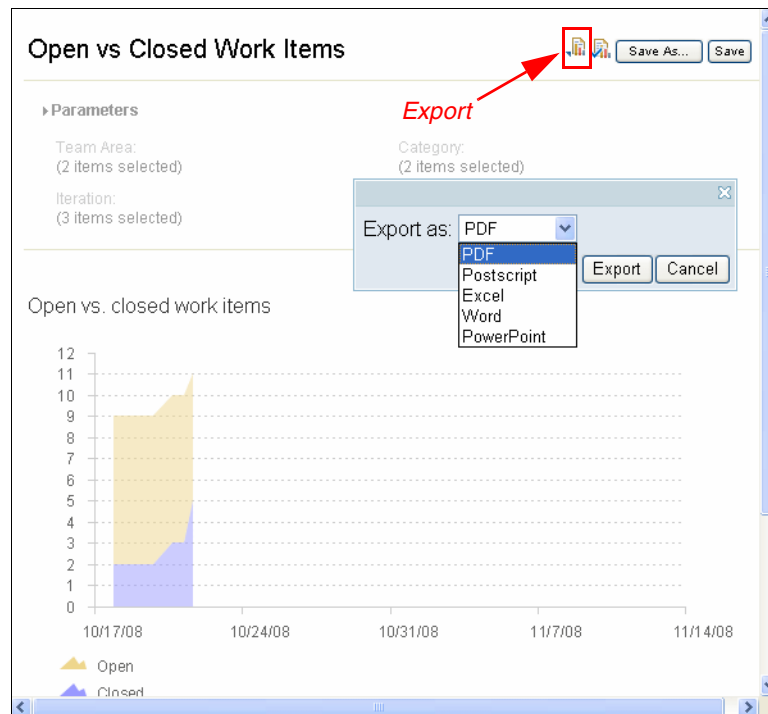 Open vs Closed Work Items
Save As...
Save
Export
Parameters
Team Area:
(2 items selected)
Category:
(2 items selected)
Iteration:
(3 items selected)
Export as: PDF
PDF
Postscript
Excel
Word
PowerPoint
Export
Cancel
Open vs. closed work items
12
11
10
9
8
7
6
5
4
3
2
1
0
10/17/08
10/24/08
10/31/08
11/7/08
11/14/08
Open
Closed